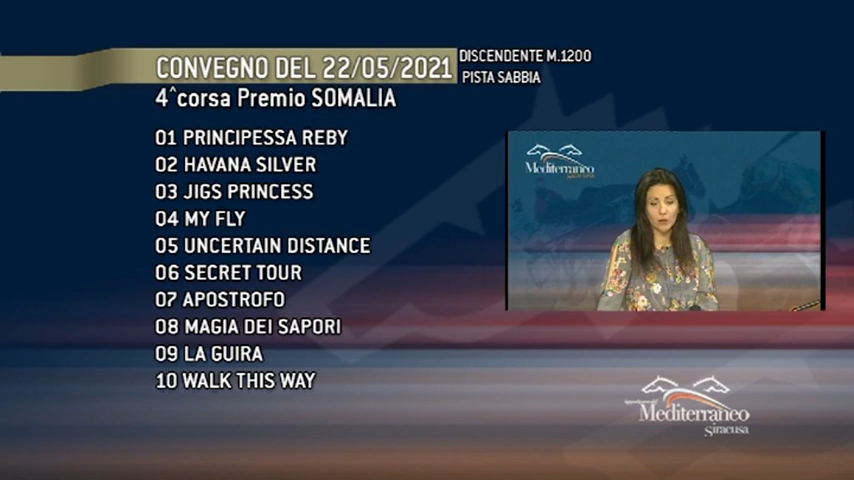 CONVEGNO DEL 22/05/2021
DISCENDENTE M.1200
PISTA SABBIA
4^corsa Premio SOMALIA
01 PRINCIPESSA REBY
02 HAVANA SILVER
03 JIGS PRINCESS
04 MY FLY
05 UNCERTAIN DISTANCE
06 SECRET TOUR
07 APOSTROFO
08 MAGIA DEI SAPORI
09 LA GUIRA
10 WALK THIS WAY
Mediterraneo
Mediterraneo
Siracusa